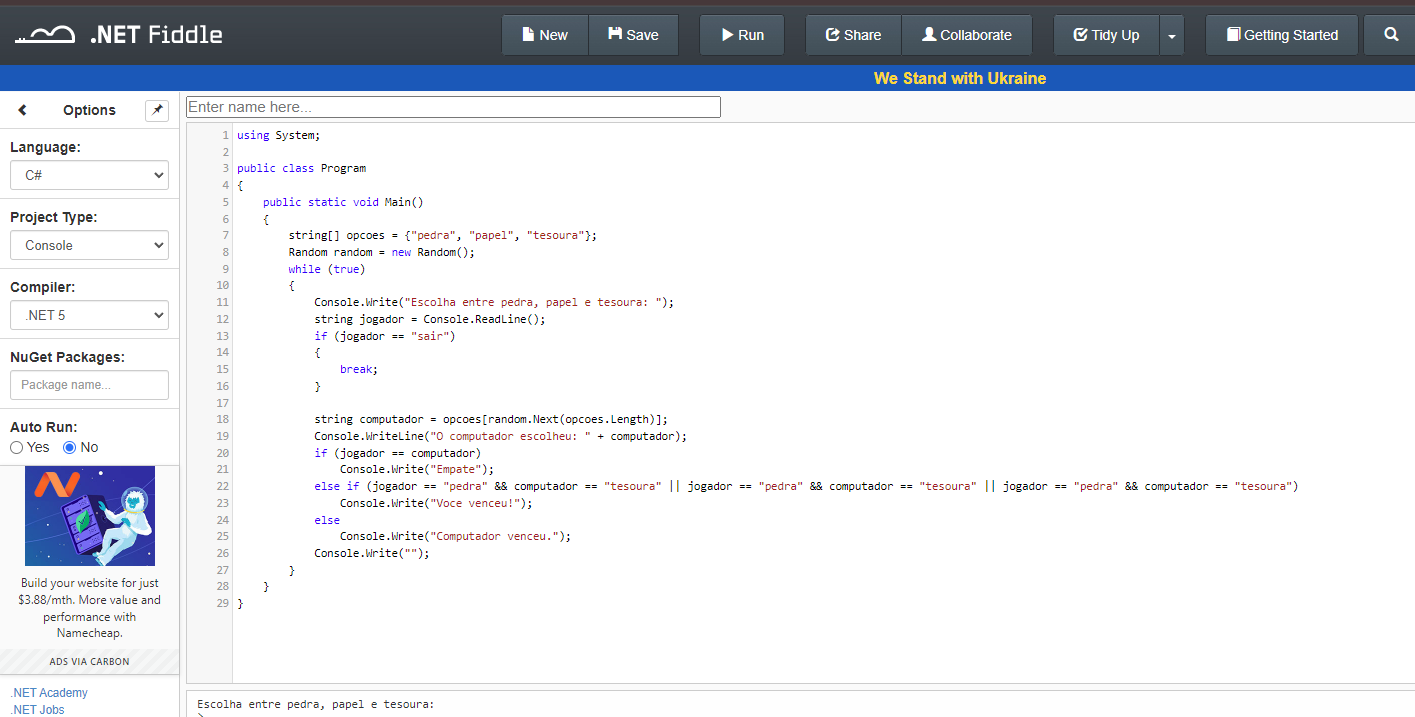 .NET Fiddle
New Save Run Share Collaborate Tidy Up Getting Started
We Stand with Ukraine
Options
Language:
C#
Project Type:
Console
Compiler:
.NET 5
NuGet Packages:
Package name...
Auto Run:
Yes No
Build your website for just
$3.88/mth. More value and
performance with
Namecheap.
ADS VIA CARBON
.NET Academy
.NET Jobs
Enter name here...
1 using System;
2
3 public class Program
4 {
5     public static void Main()
6     {
7         string[] opcoes = {"pedra", "papel", "tesoura"};
8         Random random = new Random();
9         while (true)
10         {
11             Console.Write("Escolha entre pedra, papel e tesoura: ");
12             string jogador = Console.ReadLine();
13             if (jogador == "sair")
14             {
15                 break;
16             }
17
18             string computador = opcoes[random.Next(opcoes.Length)];
19             Console.WriteLine("O computador escolheu: " + computador);
20             if (jogador == computador)
21                 Console.Write("Empate");
22             else if (jogador == "pedra" && computador == "tesoura" || jogador == "pedra" && computador == "tesoura" || jogador == "pedra" && computador == "tesoura")
23                 Console.Write("Voce venceu!");
24             else
25                 Console.Write("Computador venceu.");
26             Console.Write("");
27         }
28     }
29 }
Escolha entre pedra, papel e tesoura:
>